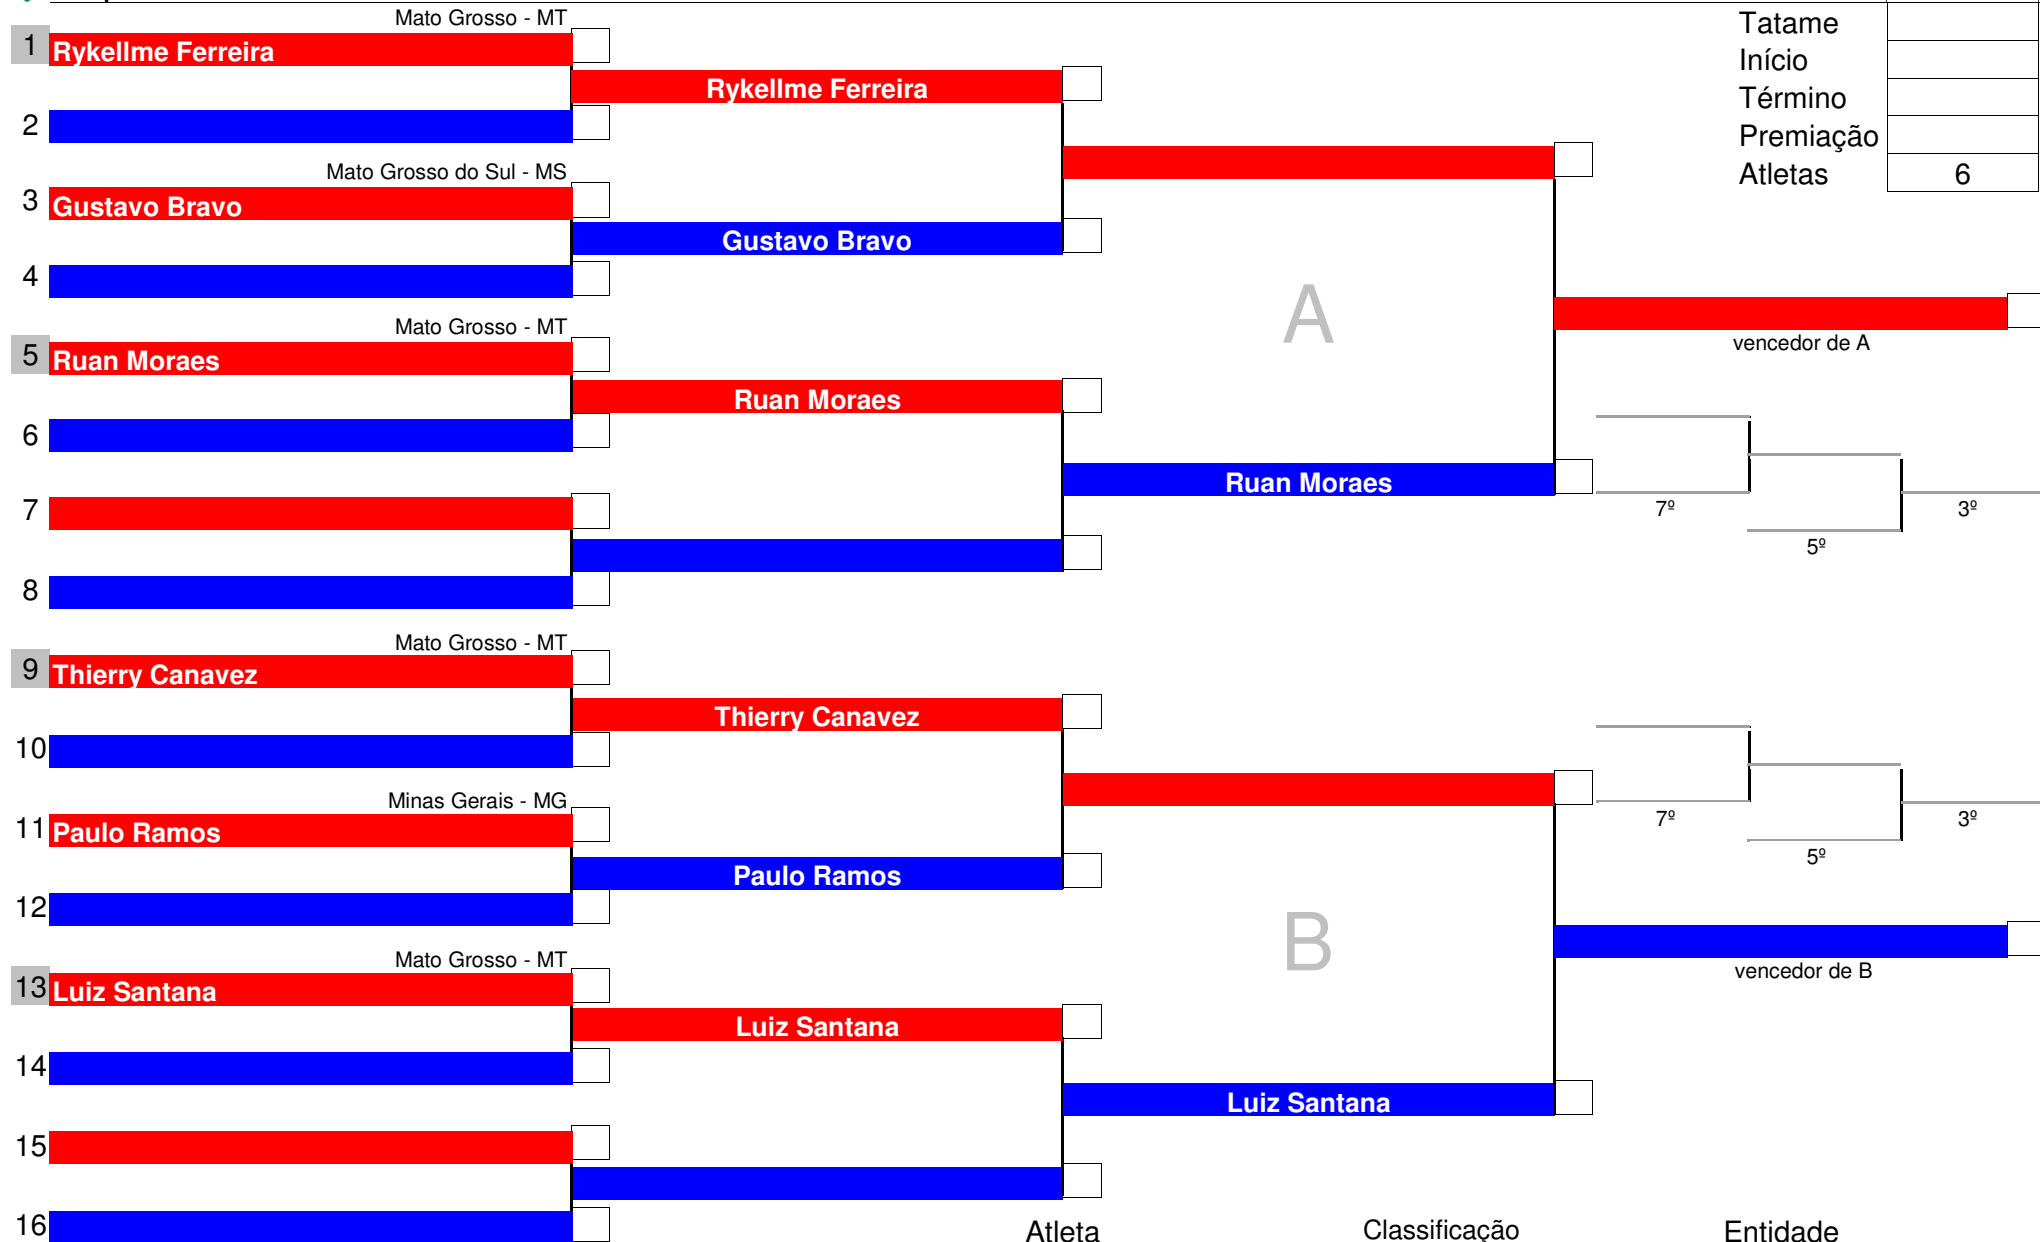 Mato Grosso - MT
Tatame
1 Rykellme Ferreira
Início
Rykellme Ferreira
Término
2
Premiação
Mato Grosso do Sul - MS
Atletas 6
3 Gustavo Bravo
Gustavo Bravo
4
A
Mato Grosso - MT
vencedor de A
5 Ruan Moraes
Ruan Moraes
6
Ruan Moraes
7
7º 3º
5º
8
Mato Grosso - MT
9 Thierry Canavez
Thierry Canavez
10
Minas Gerais - MG
7º 3º
11 Paulo Ramos
5º
Paulo Ramos
12
B
Mato Grosso - MT
vencedor de B
13 Luiz Santana
Luiz Santana
14
Luiz Santana
15
16
Atleta Classificação Entidade